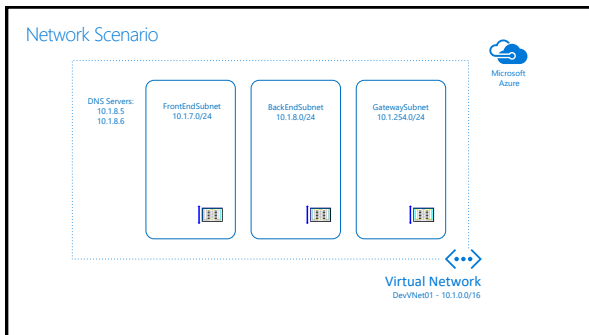 Network Scenario
Microsoft
Azure
DNS Servers:
10.1.8.5
10.1.8.6
FrontEndSubnet
10.1.7.0/24
BackEndSubnet
10.1.8.0/24
GatewaySubnet
10.1.254.0/24
Virtual Network
DevVNet01 - 10.1.0.0/16